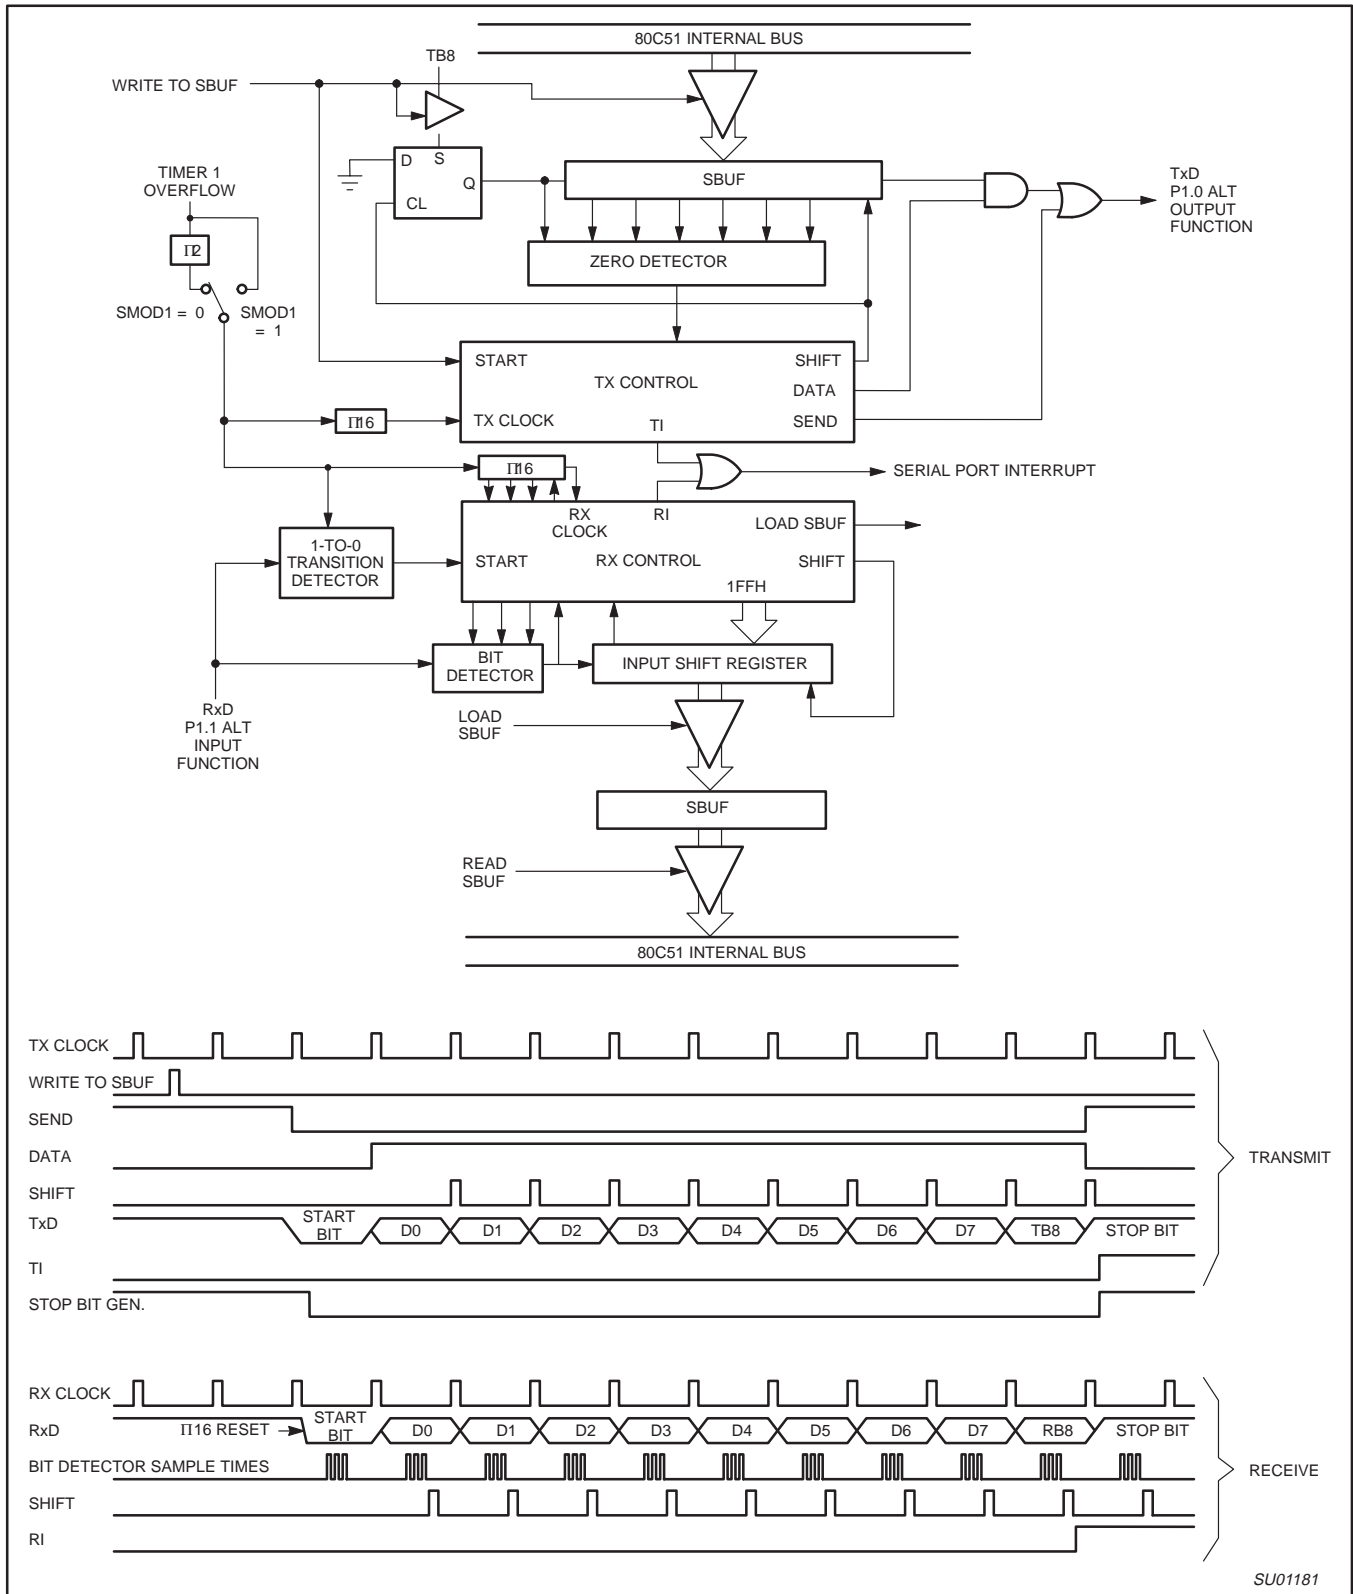 80C51 INTERNAL BUS
TB8
WRITE TO SBUF
D
S
Q
CL
SBUF
TxD
P1.0 ALT
OUTPUT
FUNCTION
TIMER 1
OVERFLOW
Π2
ZERO DETECTOR
SMOD1 = 0
SMOD1
= 1
START
SHIFT
TX CONTROL
DATA
Π16
TX CLOCK
TI
SEND
Π16
SERIAL PORT INTERRUPT
RX
CLOCK
RI
LOAD SBUF
1-TO-0
TRANSITION
DETECTOR
START
RX CONTROL
SHIFT
1FFH
BIT
DETECTOR
INPUT SHIFT REGISTER
RxD
P1.1 ALT
INPUT
FUNCTION
LOAD
SBUF
SBUF
READ
SBUF
80C51 INTERNAL BUS
TX CLOCK
WRITE TO SBUF
SEND
DATA
TRANSMIT
SHIFT
TxD
START
BIT
D0 D1 D2 D3 D4 D5 D6 D7 TB8 STOP BIT
TI
STOP BIT GEN.
RX CLOCK
RxD
Π16 RESET
START
BIT
D0 D1 D2 D3 D4 D5 D6 D7 RB8 STOP BIT
BIT DETECTOR SAMPLE TIMES
RECEIVE
SHIFT
RI
SU01181